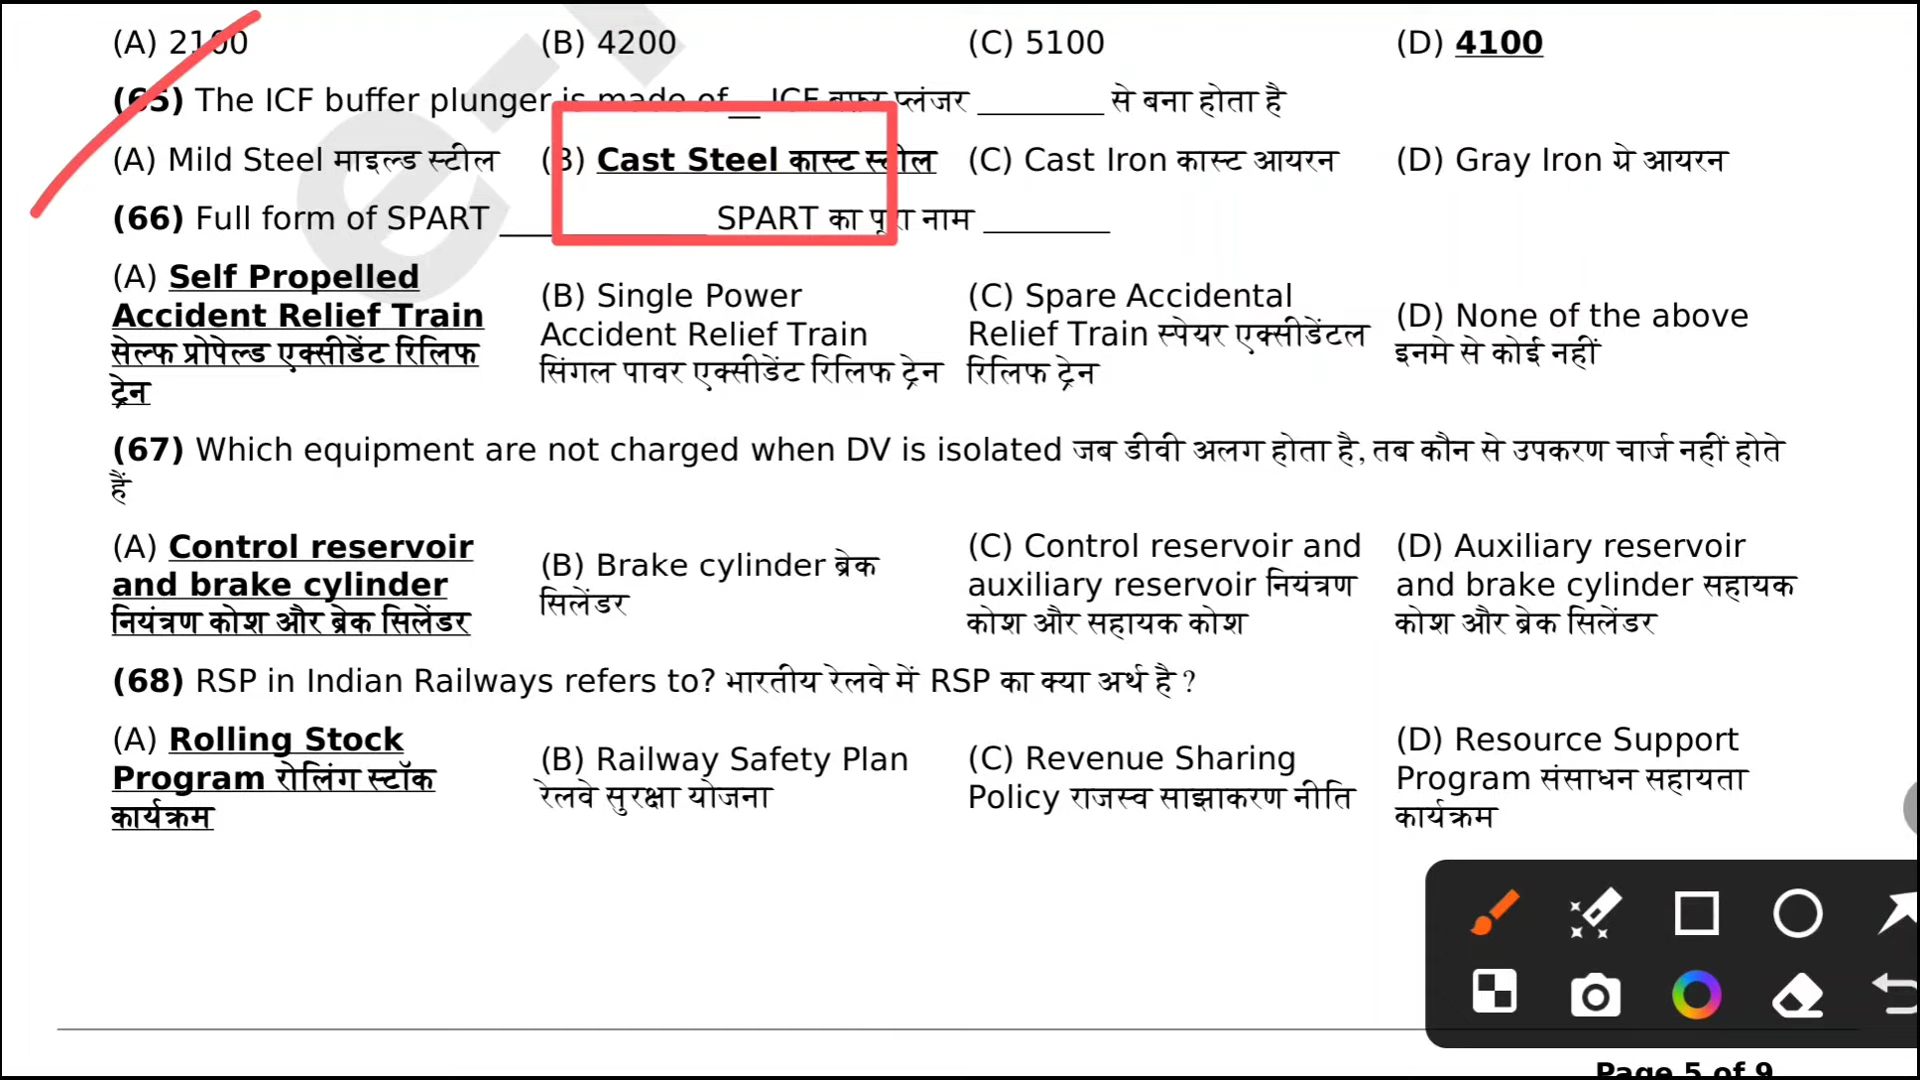 (A) 2100 (B) 4200 (C) 5100 (D) 4100
(65) The ICF buffer plunger is made of__ ICF बफ़र प्लंजर ________ से बना होता है
(A) Mild Steel माइल्ड स्टील (B) Cast Steel कास्ट स्टील (C) Cast Iron कास्ट आयरन (D) Gray Iron ग्रे आयरन
(66) Full form of SPART _____________ SPART का पूरा नाम ________
(A) Self Propelled
Accident Relief Train
सेल्फ प्रोपेल्ड एक्सीडेंट रिलिफ
ट्रेन
(B) Single Power
Accident Relief Train
सिंगल पावर एक्सीडेंट रिलिफ ट्रेन
(C) Spare Accidental
Relief Train स्पेयर एक्सीडेंटल
रिलिफ ट्रेन
(D) None of the above
इनमे से कोई नहीं
(67) Which equipment are not charged when DV is isolated जब डीवी अलग होता है, तब कौन से उपकरण चार्ज नहीं होते
हैं
(A) Control reservoir
and brake cylinder
नियंत्रण कोश और ब्रेक सिलेंडर
(B) Brake cylinder ब्रेक
सिलेंडर
(C) Control reservoir and
auxiliary reservoir नियंत्रण
कोश और सहायक कोश
(D) Auxiliary reservoir
and brake cylinder सहायक
कोश और ब्रेक सिलेंडर
(68) RSP in Indian Railways refers to? भारतीय रेलवे में RSP का क्या अर्थ है ?
(A) Rolling Stock
Program रोलिंग स्टॉक
कार्यक्रम
(B) Railway Safety Plan
रेलवे सुरक्षा योजना
(C) Revenue Sharing
Policy राजस्व साझाकरण नीति
(D) Resource Support
Program संसाधन सहायता
कार्यक्रम
Page 5 of 9